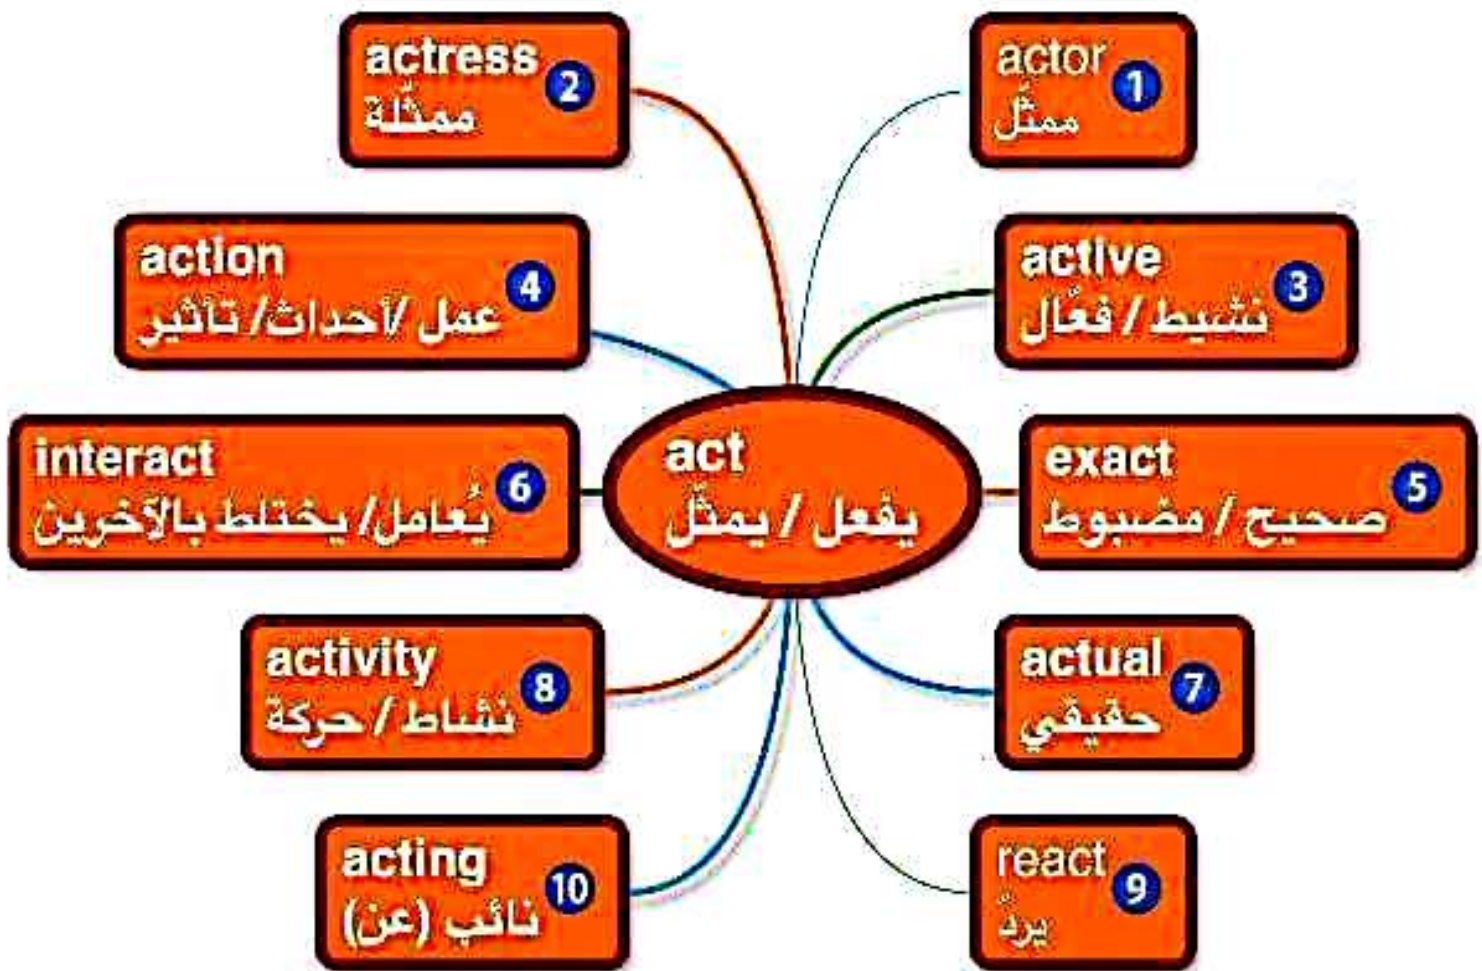 actor
ممثّل
1
actress
ممثّلة
2
active
نشيط / فعّال
3
action
عمل /أحداث/ تأثير
4
act
يفعل / يمثّل
exact
صحيح / مضبوط
5
interact
يُعامل/ يختلط بالآخرين
6
actual
حقيقي
7
activity
نشاط / حركة
8
react
يردّ
9
acting
نائب (عن)
10